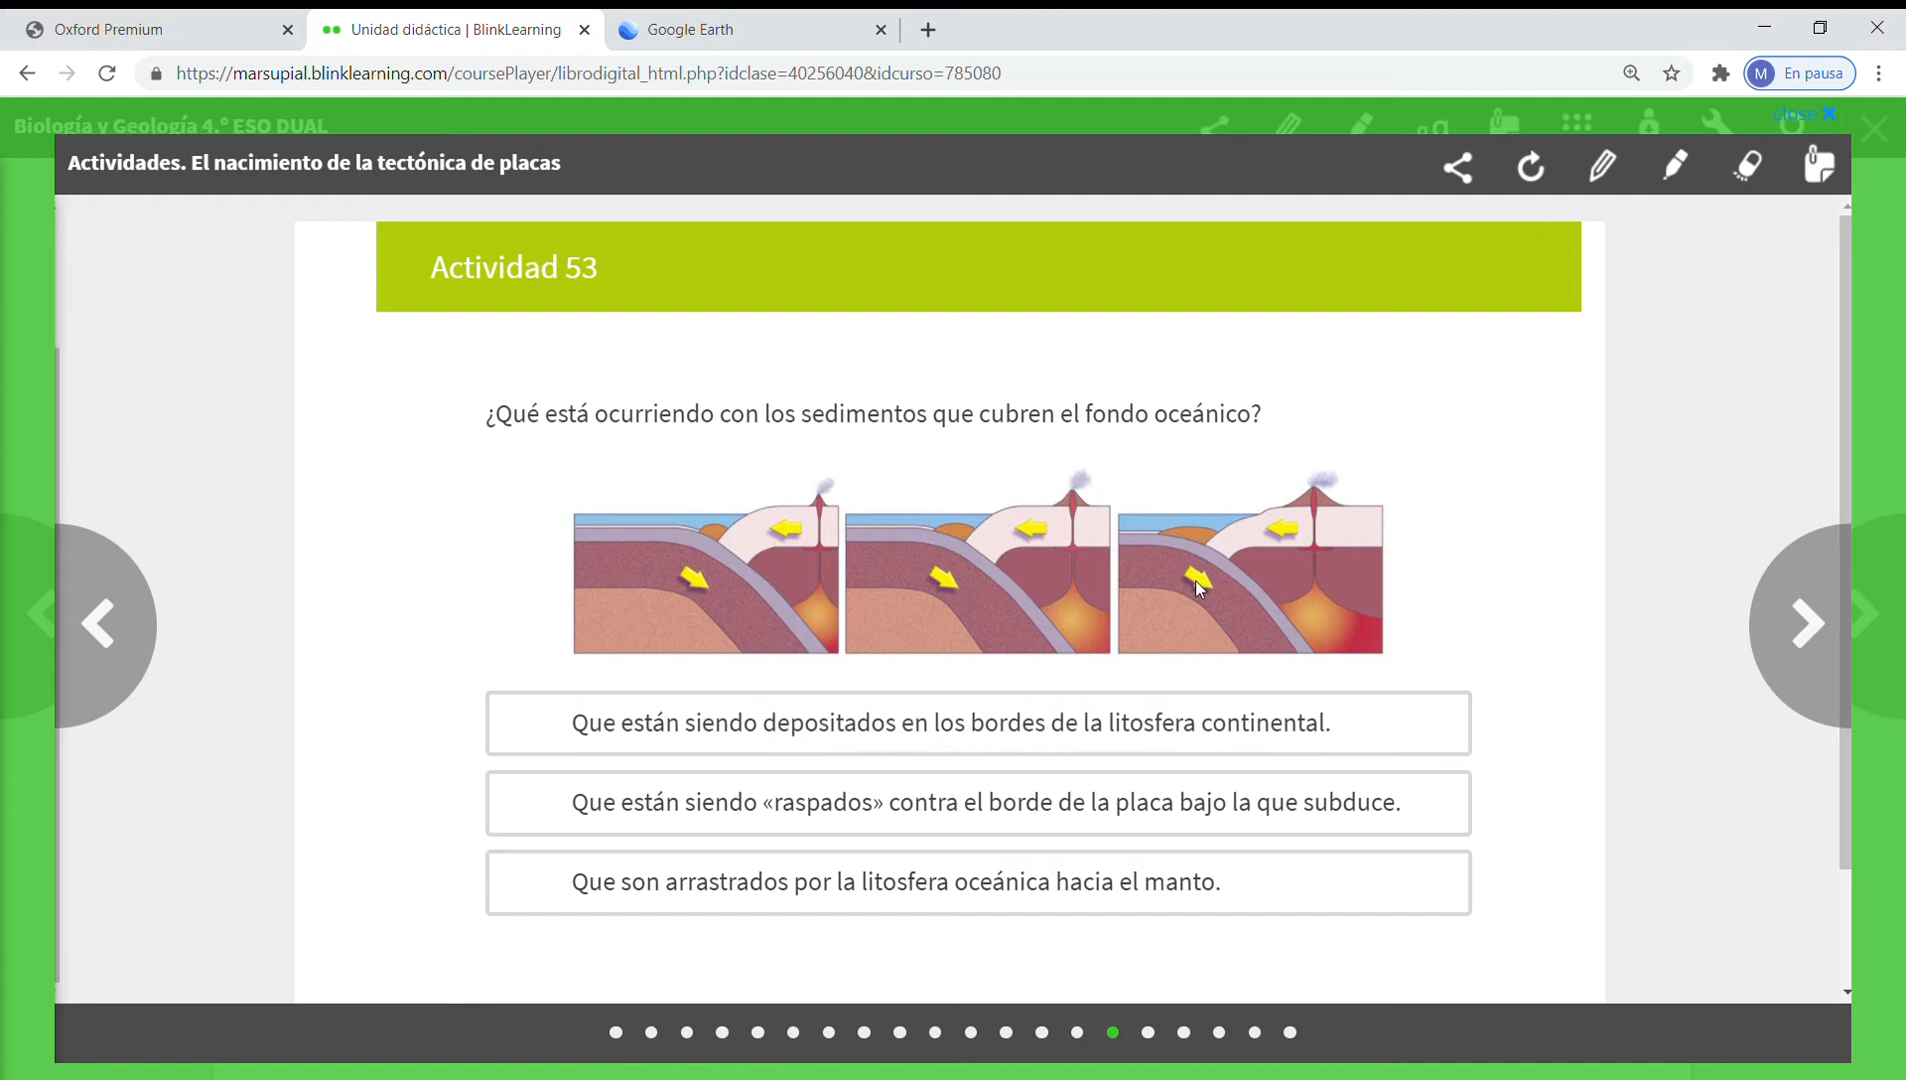 Oxford Premium
Unidad didáctica | BlinkLearning
Google Earth
https://marsupial.blinklearning.com/coursePlayer/librodigital_html.php?idclase=40256040&idcurso=785080
M
En pausa
Biología y Geología 4.º ESO DUAL
close
Actividades. El nacimiento de la tectónica de placas
Actividad 53
¿Qué está ocurriendo con los sedimentos que cubren el fondo oceánico?
Que están siendo depositados en los bordes de la litosfera continental.
Que están siendo «raspados» contra el borde de la placa bajo la que subduce.
Que son arrastrados por la litosfera oceánica hacia el manto.